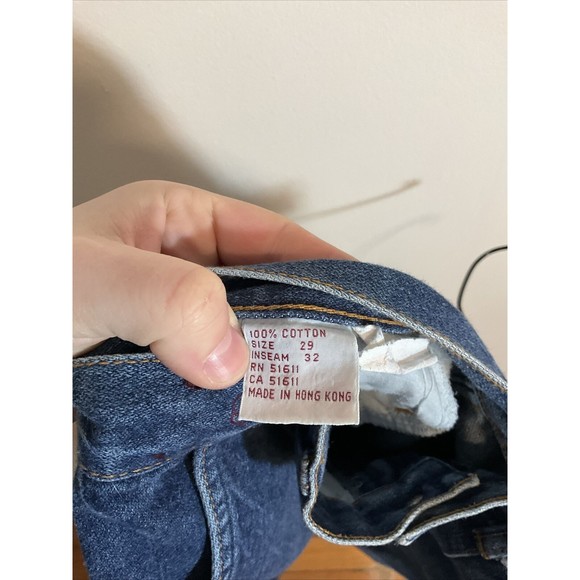 100% COTTON
SIZE 29
INSEAM 32
RN 51611
CA 51611
MADE IN HONG KONG